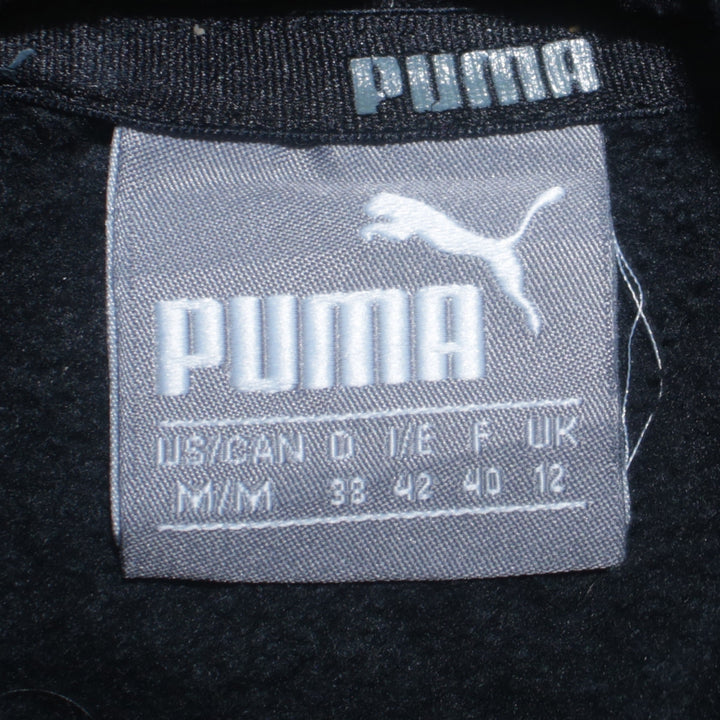 PUMA
PUMA
US/CAN D I/E F UK
M/M 38 42 40 12